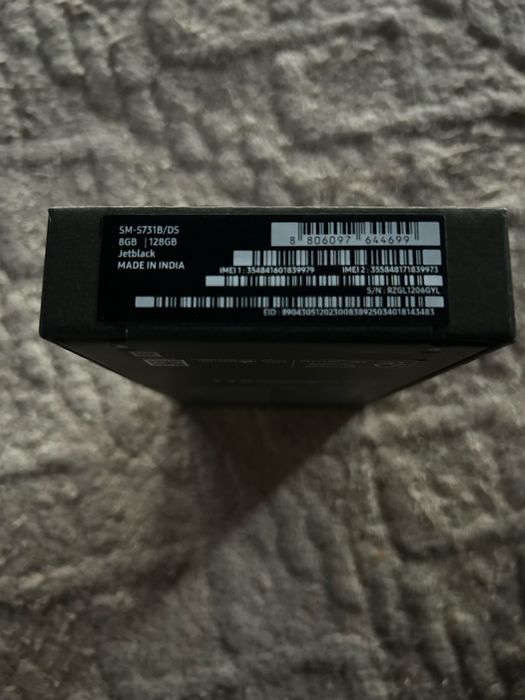 SM-S731B/DS
8GB | 128GB
Jetblack
MADE IN INDIA
8 806097 644699
IMEI 1 : 354841601839979 IMEI 2 : 355848171839973
S/N : RZGL1206GYL
EID : 89043051202300838925034018143483